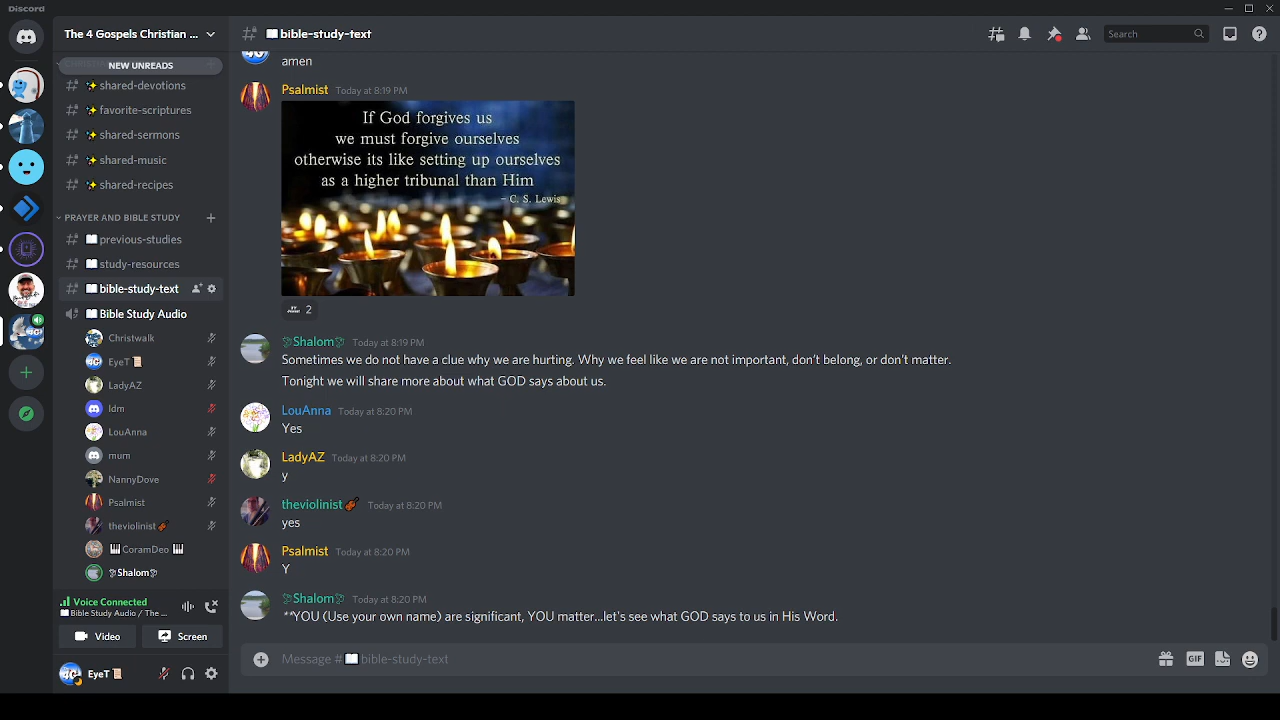 Discord
The 4 Gospels Christian ...
bible-study-text
Search
NEW UNREADS
shared-devotions
favorite-scriptures
shared-sermons
shared-music
shared-recipes
PRAYER AND BIBLE STUDY
previous-studies
study-resources
bible-study-text
Bible Study Audio
Christwalk
EyeT
LadyAZ
ldm
LouAnna
mum
NannyDove
Psalmist
theviolinist
CoramDeo
Shalom
Voice Connected
Bible Study Audio / The ...
Video
Screen
EyeT
amen
Psalmist Today at 8:19 PM
If God forgives us
we must forgive ourselves
otherwise its like setting up ourselves
as a higher tribunal than Him
– C. S. Lewis
2
Shalom Today at 8:19 PM
Sometimes we do not have a clue why we are hurting. Why we feel like we are not important, don't belong, or don't matter.
Tonight we will share more about what GOD says about us.
LouAnna Today at 8:20 PM
Yes
LadyAZ Today at 8:20 PM
y
theviolinist Today at 8:20 PM
yes
Psalmist Today at 8:20 PM
Y
Shalom Today at 8:20 PM
**YOU (Use your own name) are significant, YOU matter...let's see what GOD says to us in His Word.
Message # bible-study-text
GIF